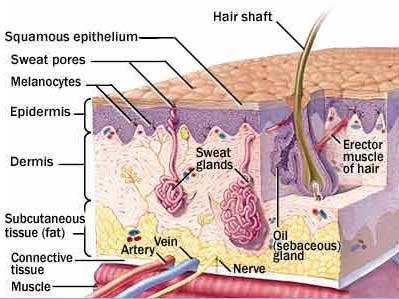 Hair shaft
Squamous epithelium
Sweat pores
Melanocytes
Epidermis
Dermis
Sweat
glands
Erector
muscle
of hair
Subcutaneous
tissue (fat)
Oil
(sebaceous)
gland
Vein
Artery
Nerve
Connective
tissue
Muscle